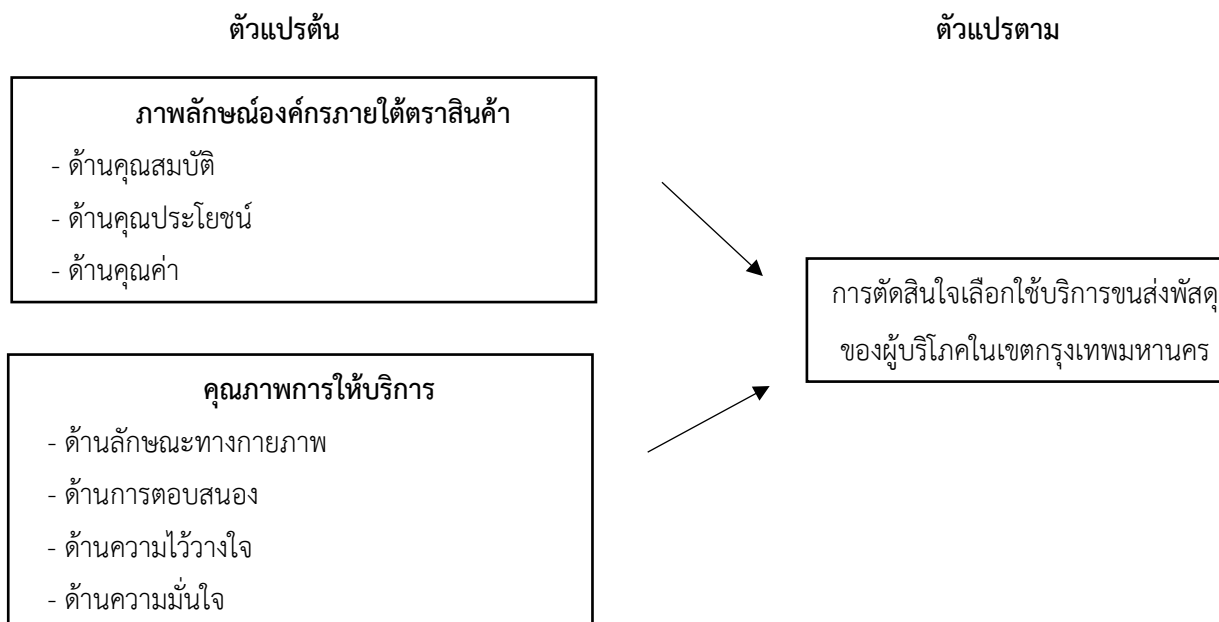 ตัวแปรต้น
ตัวแปรตาม
ภาพลักษณ์องค์กรภายใต้ตราสินค้า
- ด้านคุณสมบัติ
- ด้านคุณประโยชน์
- ด้านคุณค่า
การตัดสินใจเลือกใช้บริการขนส่งพัสดุ
ของผู้บริโภคในเขตกรุงเทพมหานคร
คุณภาพการให้บริการ
- ด้านลักษณะทางกายภาพ
- ด้านการตอบสนอง
- ด้านความไว้วางใจ
- ด้านความมั่นใจ